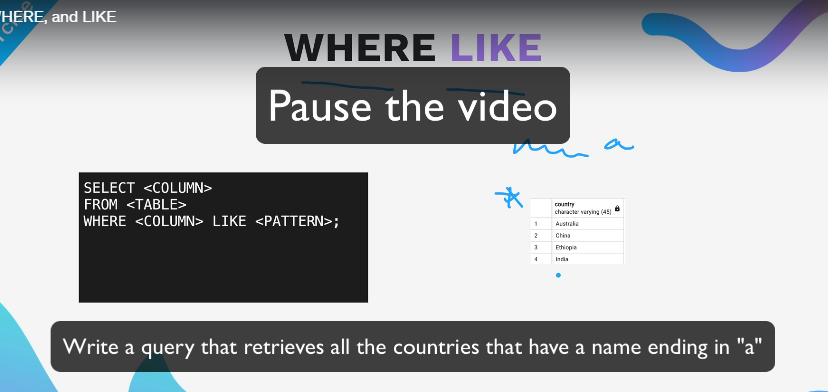 HERE, and LIKE
WHERE LIKE
Pause the video
a
SELECT <COLUMN>
FROM <TABLE>
WHERE <COLUMN> LIKE <PATTERN>;
country
character varying (45)
1 Australia
2 China
3 Ethiopia
4 India
Write a query that retrieves all the countries that have a name ending in "a"